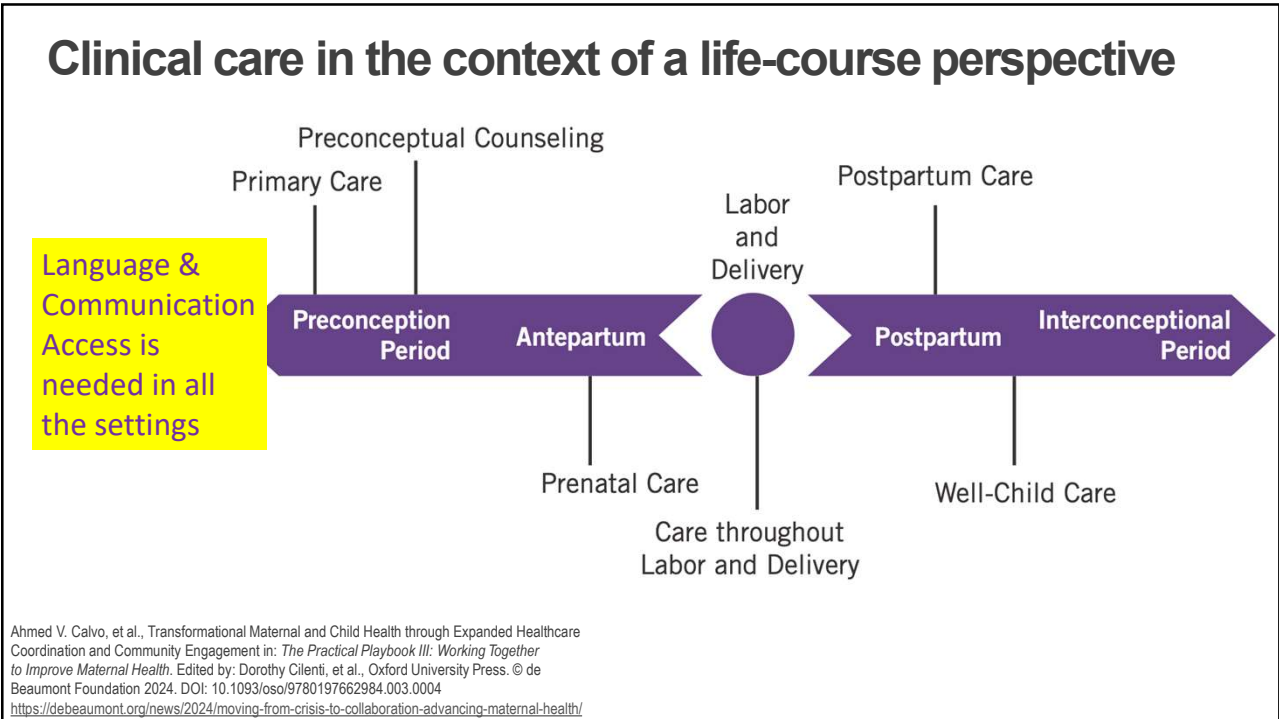 Clinical care in the context of a life-course perspective
Preconceptual Counseling
Primary Care
Postpartum Care
Labor
and
Delivery
Language &
Communication
Access is
needed in all
the settings
Preconception
Period
Antepartum
Postpartum
Interconceptional
Period
Prenatal Care
Well-Child Care
Care throughout
Labor and Delivery
Ahmed V. Calvo, et al., Transformational Maternal and Child Health through Expanded Healthcare
Coordination and Community Engagement in: The Practical Playbook III: Working Together
to Improve Maternal Health. Edited by: Dorothy Cilenti, et al., Oxford University Press. © de
Beaumont Foundation 2024. DOI: 10.1093/oso/9780197662984.003.0004
https://debeaumont.org/news/2024/moving-from-crisis-to-collaboration-advancing-maternal-health/